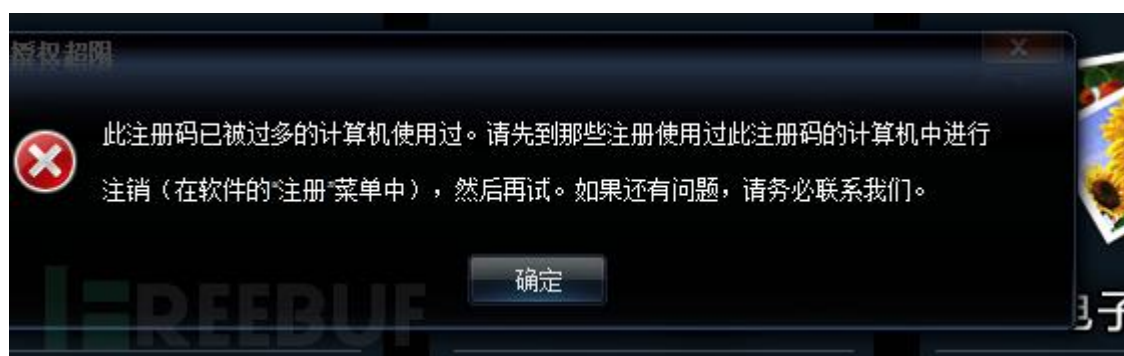 授权超限
此注册码已被过多的计算机使用过。请先到那些注册使用过此注册码的计算机中进行
注销（在软件的“注册”菜单中），然后再试。如果还有问题，请务必联系我们。
确定
FREEBUF
电子